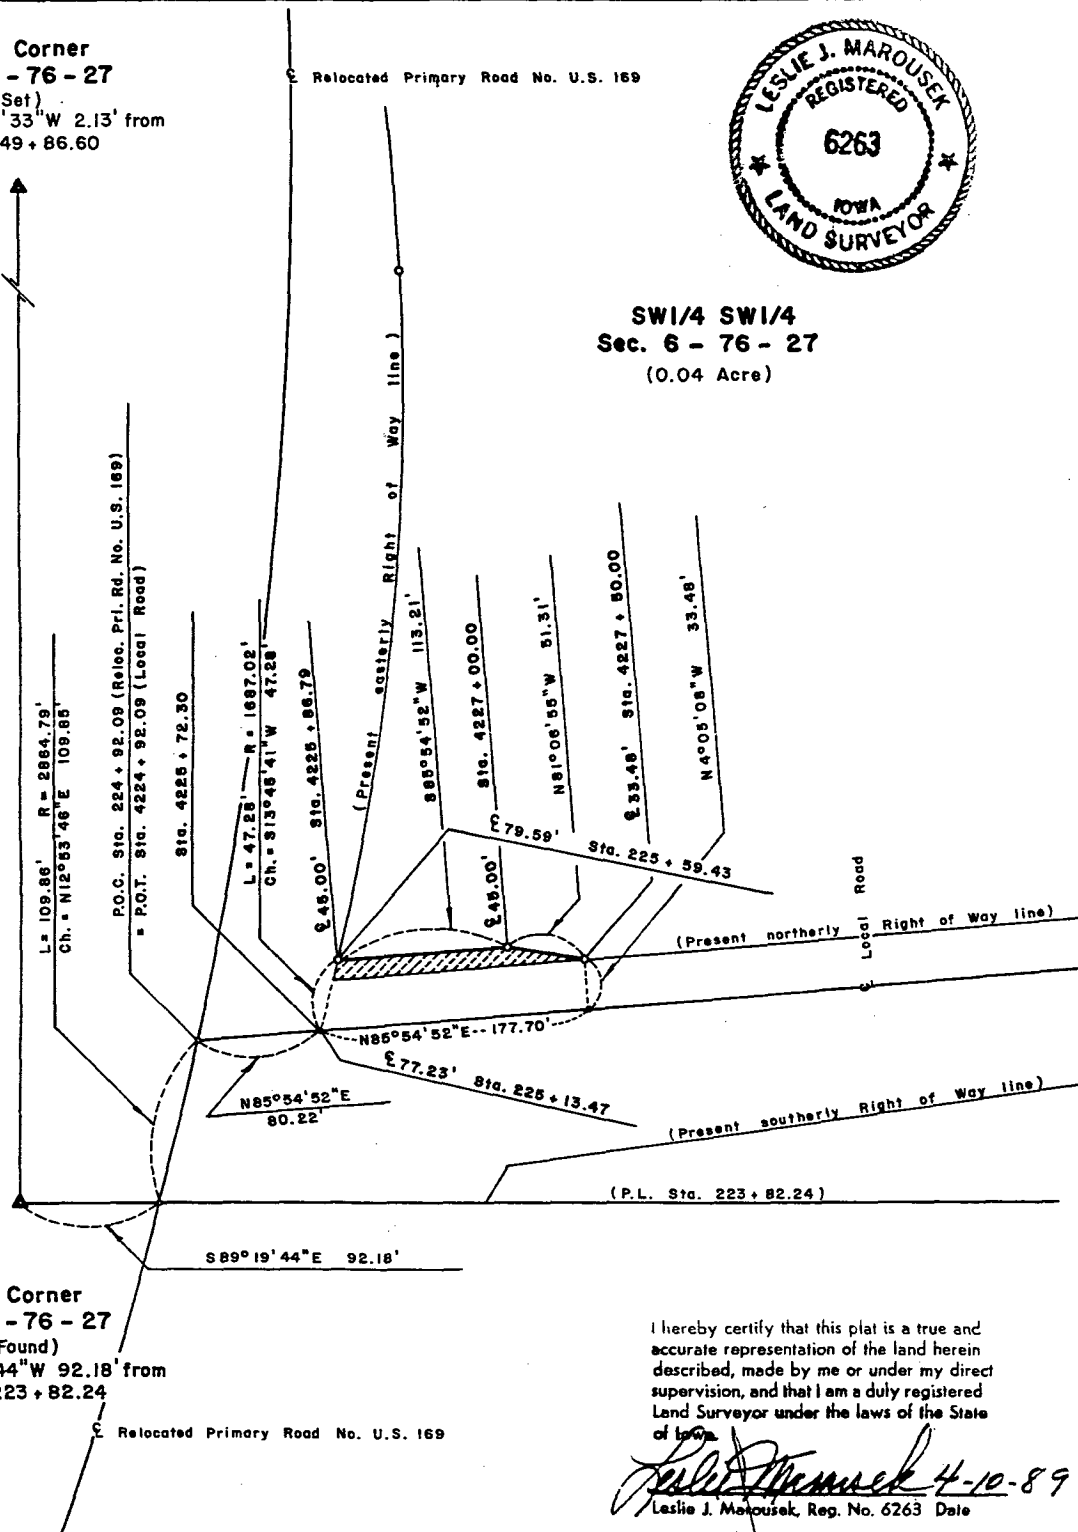 Corner
- 76 - 27
Set)
'33"W 2.13' from
49 + 86.60
℄ Relocated Primary Road No. U.S. 169
LESLIE J. MAROUSEK
REGISTERED
6263
IOWA
LAND SURVEYOR
SW1/4 SW1/4
Sec. 6 - 76 - 27
(0.04 Acre)
(Present easterly Right of Way line)
L = 109.86' R = 2864.79'
Ch. = N12°53'46"E 109.85'
P.O.C. Sta. 224 + 92.09 (Reloc. Pri. Rd. No. U.S. 169)
= P.O.T. Sta. 4224 + 92.09 (Local Road)
Sta. 4225 + 72.30
L = 47.28' R = 1687.02'
Ch. = S13°45'41"W 47.28'
℄ 45.00' Sta. 4225 + 86.79
S85°54'52"W 113.21'
℄ 45.00' Sta. 4227 + 00.00
N81°06'55"W 51.31'
℄ 33.48' Sta. 4227 + 50.00
N4°05'08"W 33.48'
℄ 79.59' Sta. 225 + 59.43
(Present northerly Right of Way line)
℄ Local Road
N85°54'52"E -- 177.70'
℄ 77.23' Sta. 225 + 13.47
N85°54'52"E
80.22'
(Present southerly Right of Way line)
(P.L. Sta. 223 + 82.24)
S89°19'44"E 92.18'
Corner
- 76 - 27
Found)
44"W 92.18' from
223 + 82.24
℄ Relocated Primary Road No. U.S. 169
I hereby certify that this plat is a true and
accurate representation of the land herein
described, made by me or under my direct
supervision, and that I am a duly registered
Land Surveyor under the laws of the State
of Iowa.
Leslie J. Marousek 4-10-89
Leslie J. Marousek, Reg. No. 6263 Date